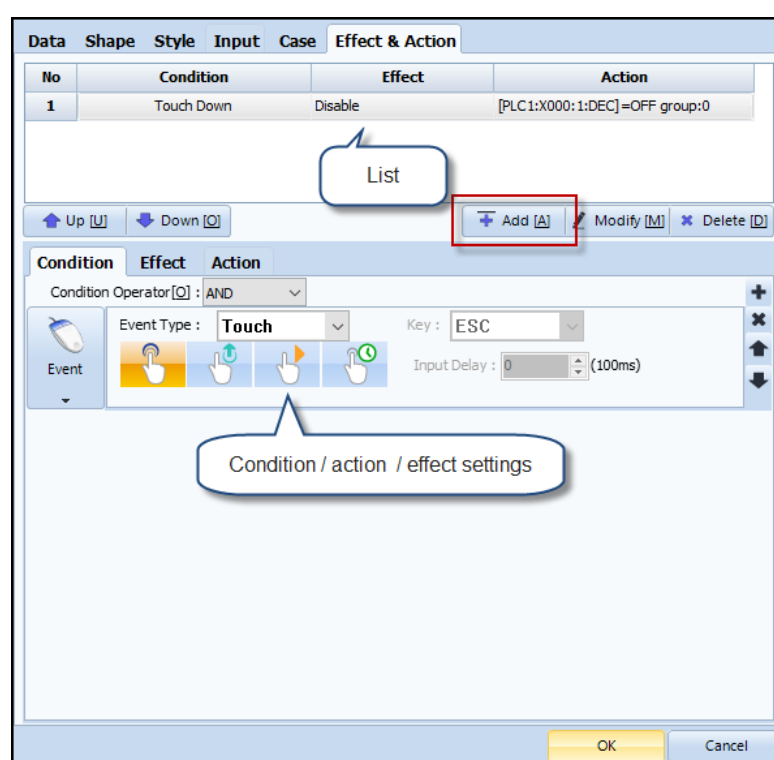 Data Shape Style Input Case Effect & Action
No Condition Effect Action
1 Touch Down Disable [PLC1:X000:1:DEC]=OFF group:0
List
Up [U] Down [O] Add [A] Modify [M] Delete [D]
Condition Effect Action
Condition Operator[O] : AND
Event Type : Touch Key : ESC
Event Input Delay : 0 (100ms)
Condition / action / effect settings
OK Cancel